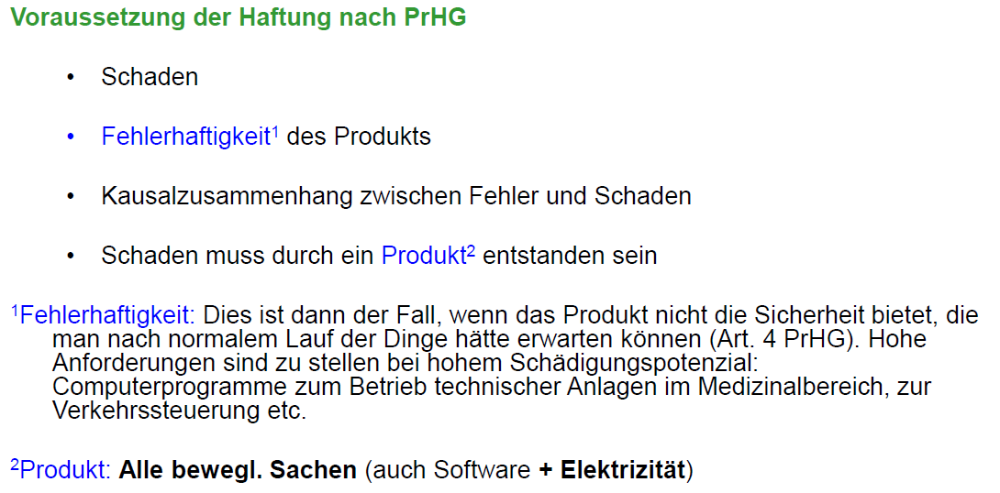 Voraussetzung der Haftung nach PrHG
• Schaden
• Fehlerhaftigkeit¹ des Produkts
• Kausalzusammenhang zwischen Fehler und Schaden
• Schaden muss durch ein Produkt² entstanden sein
¹Fehlerhaftigkeit: Dies ist dann der Fall, wenn das Produkt nicht die Sicherheit bietet, die
man nach normalem Lauf der Dinge hätte erwarten können (Art. 4 PrHG). Hohe
Anforderungen sind zu stellen bei hohem Schädigungspotenzial:
Computerprogramme zum Betrieb technischer Anlagen im Medizinalbereich, zur
Verkehrssteuerung etc.
²Produkt: Alle bewegl. Sachen (auch Software + Elektrizität)